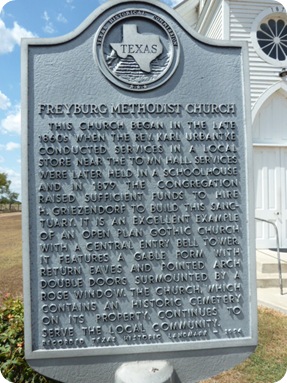 TEXAS HISTORICAL COMMISSION
TEXAS
FREYBURG METHODIST CHURCH
THIS CHURCH BEGAN IN THE LATE
1860s WHEN THE REV. KARL URBANTKE
CONDUCTED SERVICES IN A LOCAL
STORE NEAR THE TOWN HALL. SERVICES
WERE LATER HELD IN A SCHOOLHOUSE
AND IN 1879 THE CONGREGATION
RAISED SUFFICIENT FUNDS TO HIRE
H. GRIEZENDORF TO BUILD THIS SANC-
TUARY. IT IS AN EXCELLENT EXAMPLE
OF AN OPEN PLAN GOTHIC CHURCH
WITH A CENTRAL ENTRY BELL TOWER.
IT FEATURES A GABLE FORM WITH
RETURN EAVES AND POINTED ARCH
DOUBLE DOORS SURMOUNTED BY A
ROSE WINDOW. THE CHURCH, WHICH
CONTAINS AN HISTORIC CEMETERY
ON ITS PROPERTY, CONTINUES TO
SERVE THE LOCAL COMMUNITY.
RECORDED TEXAS HISTORIC LANDMARK